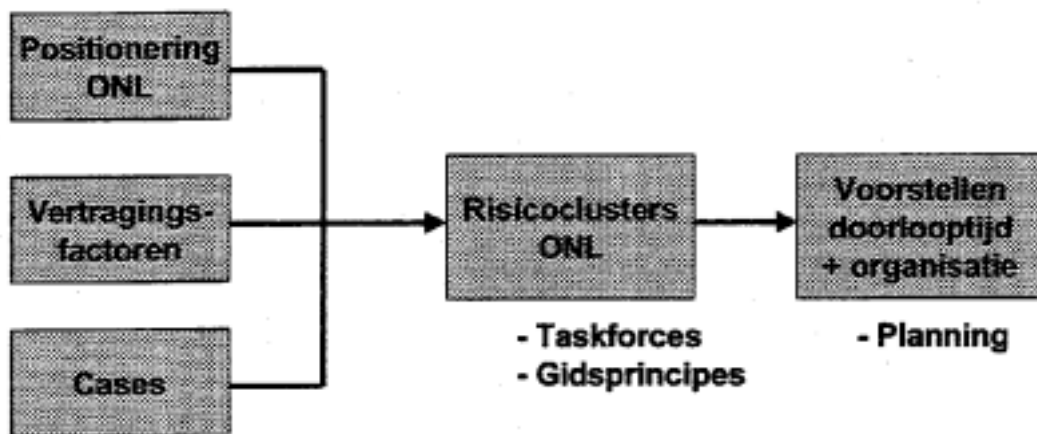 Positionering
ONL
Vertragings-
factoren
Cases
Risicoclusters
ONL
- Taskforces
- Gidsprincipes
Voorstellen
doorlooptijd
+ organisatie
- Planning